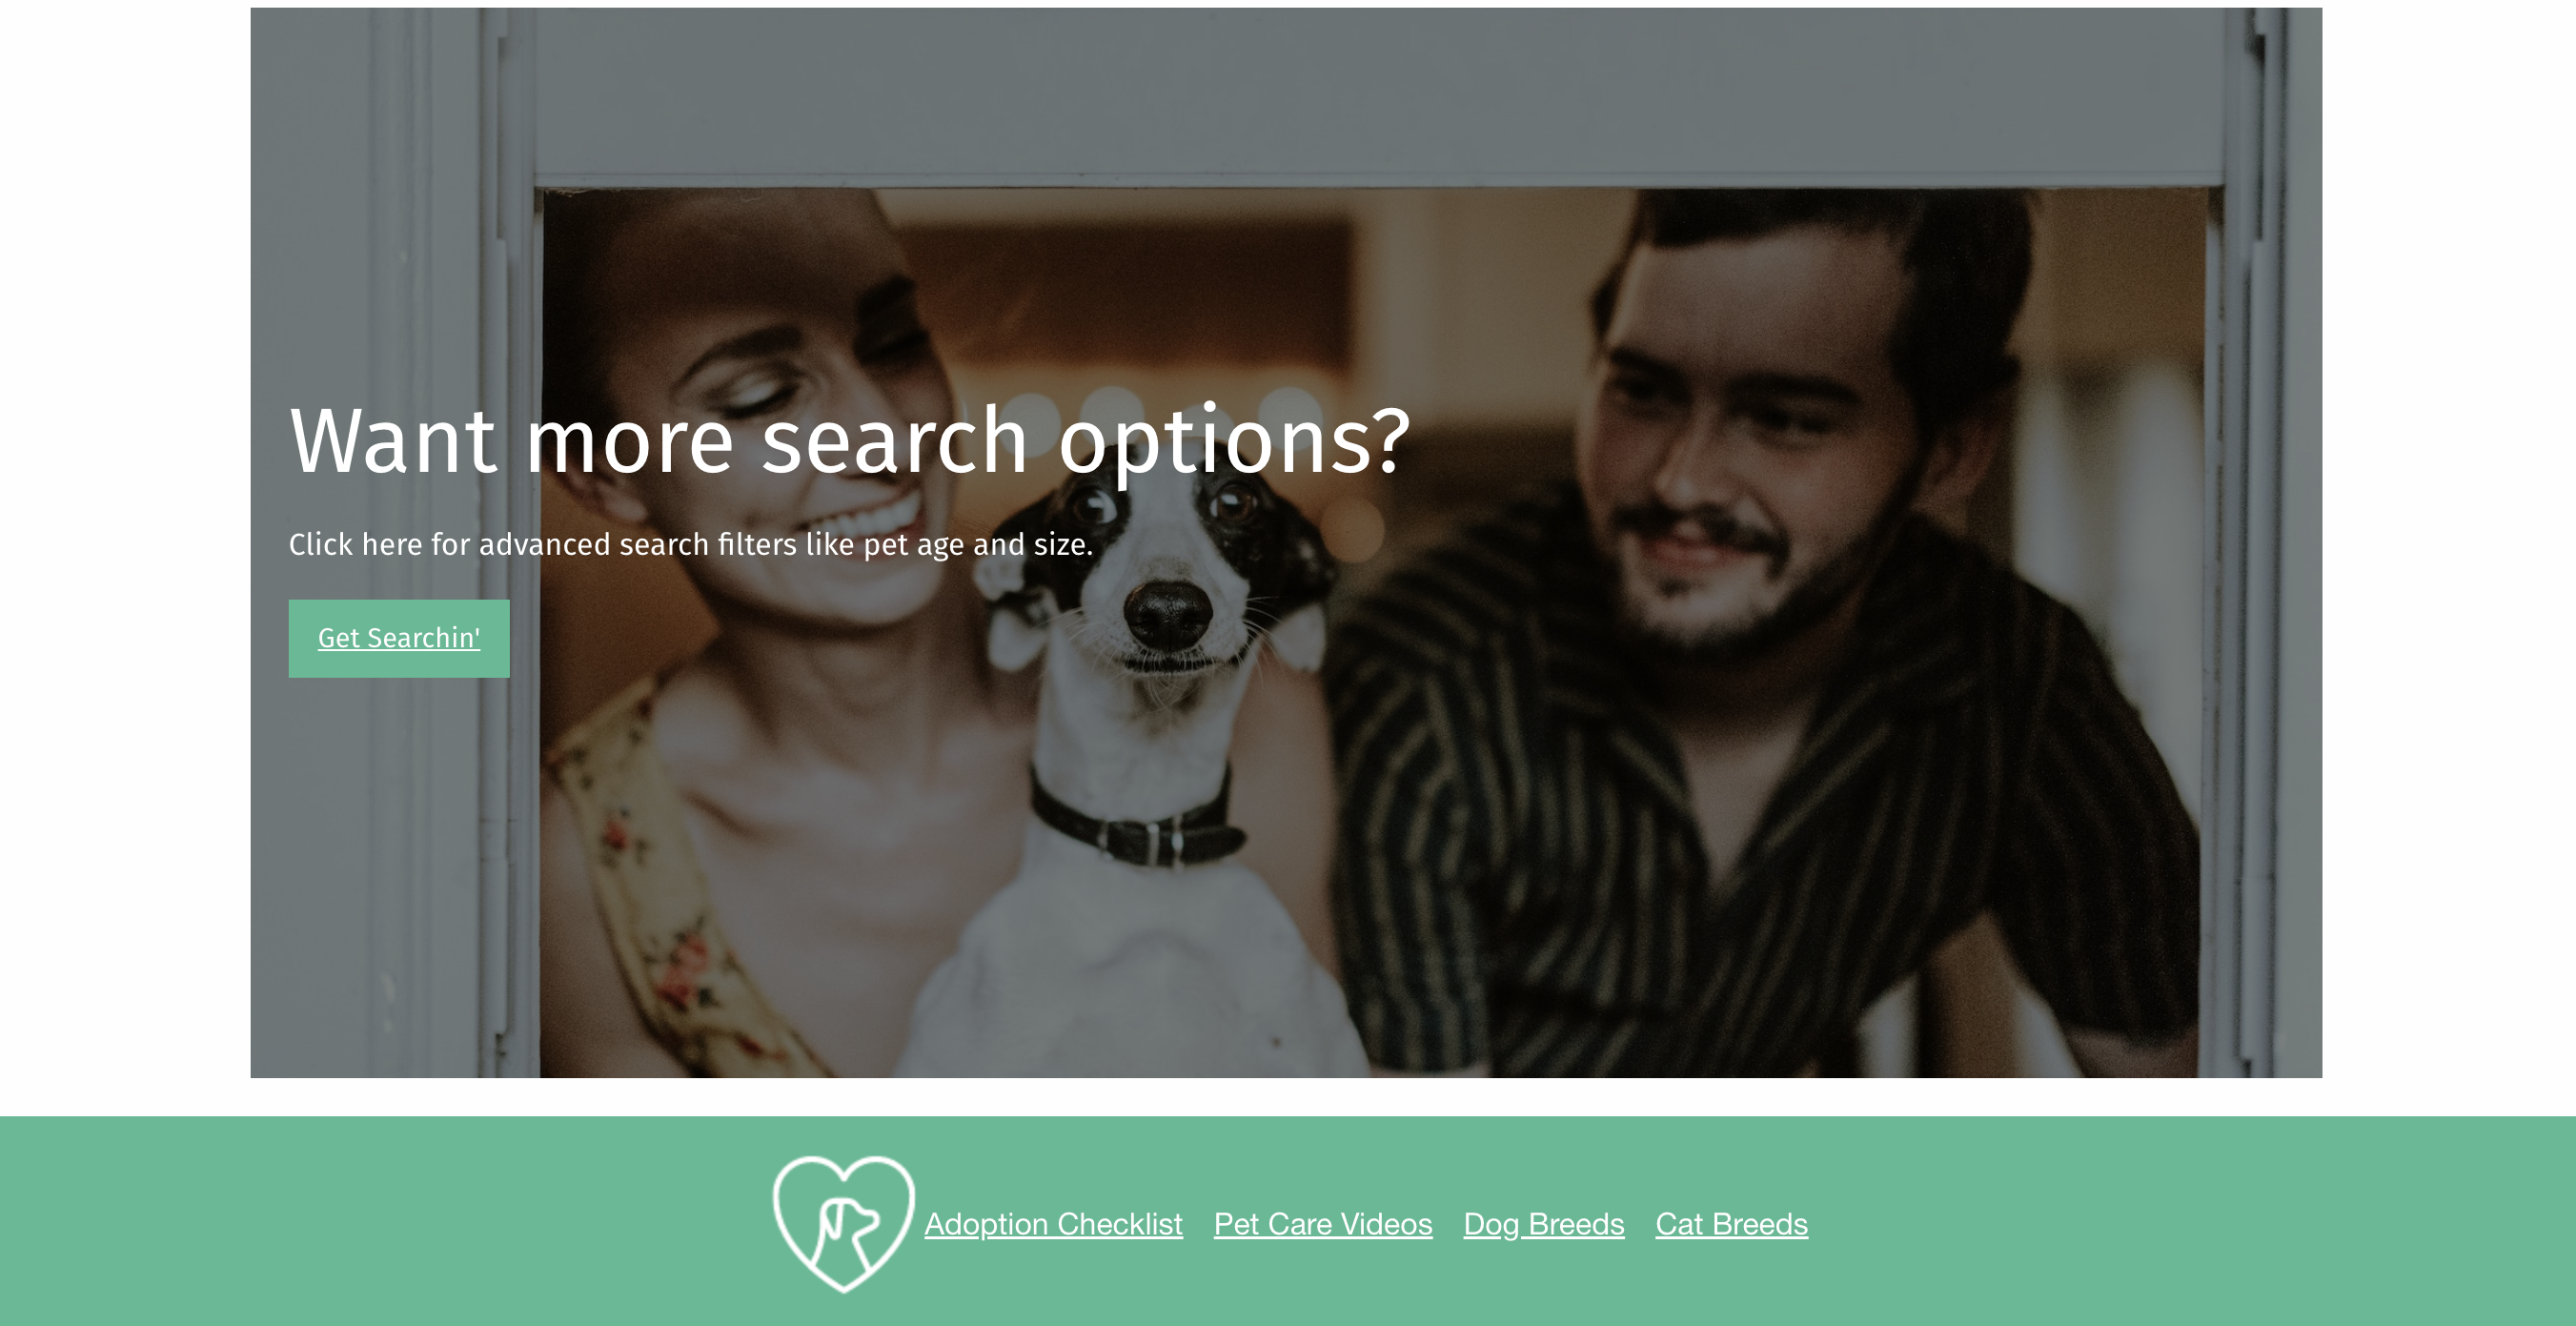 Want more search options?
Click here for advanced search filters like pet age and size.
Get Searchin'
Adoption Checklist Pet Care Videos Dog Breeds Cat Breeds